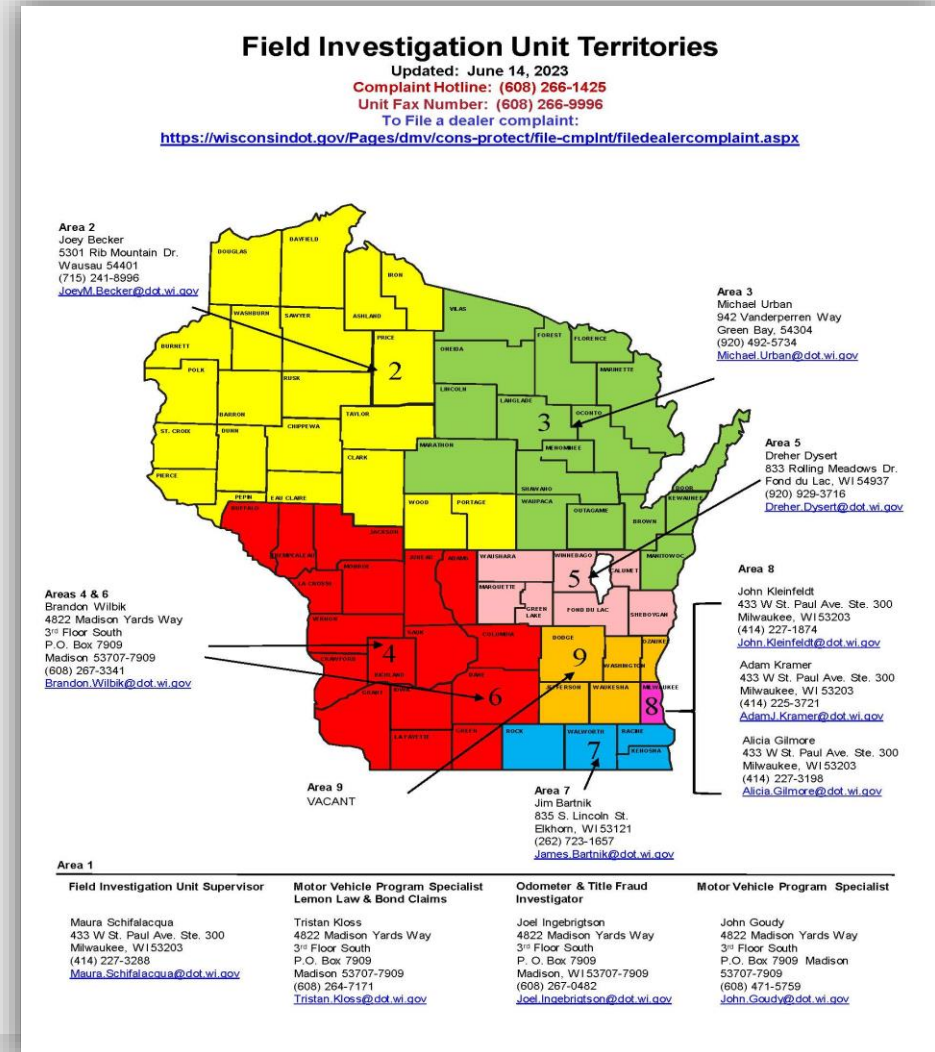 Field Investigation Unit Territories
Updated: June 14, 2023
Complaint Hotline: (608) 266-1425
Unit Fax Number: (608) 266-9996
To File a dealer complaint:
https://wisconsindot.gov/Pages/dmv/cons-protect/file-cmplnt/filedealercomplaint.aspx
Area 2
Joey Becker
5301 Rib Mountain Dr.
Wausau 54401
(715) 241-8996
JoeyM.Becker@dot.wi.gov
Area 3
Michael Urban
942 Vanderperren Way
Green Bay, 54304
(920) 492-5734
Michael.Urban@dot.wi.gov
Area 5
Dreher Dysert
833 Rolling Meadows Dr.
Fond du Lac, WI 54937
(920) 929-3716
Dreher.Dysert@dot.wi.gov
Areas 4 & 6
Brandon Wilbik
4822 Madison Yards Way
3rd Floor South
P.O. Box 7909
Madison 53707-7909
(608) 267-3341
Brandon.Wilbik@dot.wi.gov
Area 8
John Kleinfeldt
433 W St. Paul Ave. Ste. 300
Milwaukee, WI 53203
(414) 227-1874
John.Kleinfeldt@dot.wi.gov
Adam Kramer
433 W St. Paul Ave. Ste. 300
Milwaukee, WI 53203
(414) 225-3721
AdamJ.Kramer@dot.wi.gov
Alicia Gilmore
433 W St. Paul Ave. Ste. 300
Milwaukee, WI 53203
(414) 227-3198
Alicia.Gilmore@dot.wi.gov
DOUGLAS
IRON
VILAS
WASHBURN
SAWYER
ASHLAND
FOREST
FLORENCE
BURNETT
PRICE
2
ONEIDA
MARINETTE
POLK
RUSK
LINCOLN
LANGLADE
3
OCONTO
BARRON
TAYLOR
ST. CROIX
DUNN
CHIPPEWA
MARATHON
MENOMINEE
CLARK
PIERCE
SHAWANO
DOOR
PEPIN
EAU CLAIRE
WOOD
PORTAGE
WAUPACA
OUTAGAMIE
KEWAUNEE
BROWN
BUFFALO
JACKSON
TREMPEALEAU
MONROE
JUNEAU
ADAMS
WAUSHARA
WINNEBAGO
5
CALUMET
MANITOWOC
LA CROSSE
MARQUETTE
GREEN
LAKE
FOND DU LAC
SHEBOYGAN
VERNON
SAUK
COLUMBIA
DODGE
9
OZAUKEE
WASHINGTON
CRAWFORD
4
RICHLAND
DANE
6
JEFFERSON
WAUKESHA
MILWAUKEE
8
GRANT
IOWA
LAFAYETTE
GREEN
ROCK
WALWORTH
7
RACINE
KENOSHA
Area 9
VACANT
Area 7
Jim Bartnik
835 S. Lincoln St.
Elkhorn, WI 53121
(262) 723-1657
James.Bartnik@dot.wi.gov
Area 1
Field Investigation Unit Supervisor
Maura Schifalacqua
433 W St. Paul Ave. Ste. 300
Milwaukee, WI 53203
(414) 227-3288
Maura.Schifalacqua@dot.wi.gov
Motor Vehicle Program Specialist
Lemon Law & Bond Claims
Tristan Kloss
4822 Madison Yards Way
3rd Floor South
P.O. Box 7909
Madison 53707-7909
(608) 264-7171
Tristan.Kloss@dot.wi.gov
Odometer & Title Fraud
Investigator
Joel Ingebrigtson
4822 Madison Yards Way
3rd Floor South
P. O. Box 7909
Madison, WI 53707-7909
(608) 267-0482
Joel.Ingebrigtson@dot.wi.gov
Motor Vehicle Program Specialist
John Goudy
4822 Madison Yards Way
3rd Floor South
P.O. Box 7909 Madison
53707-7909
(608) 471-5759
John.Goudy@dot.wi.gov